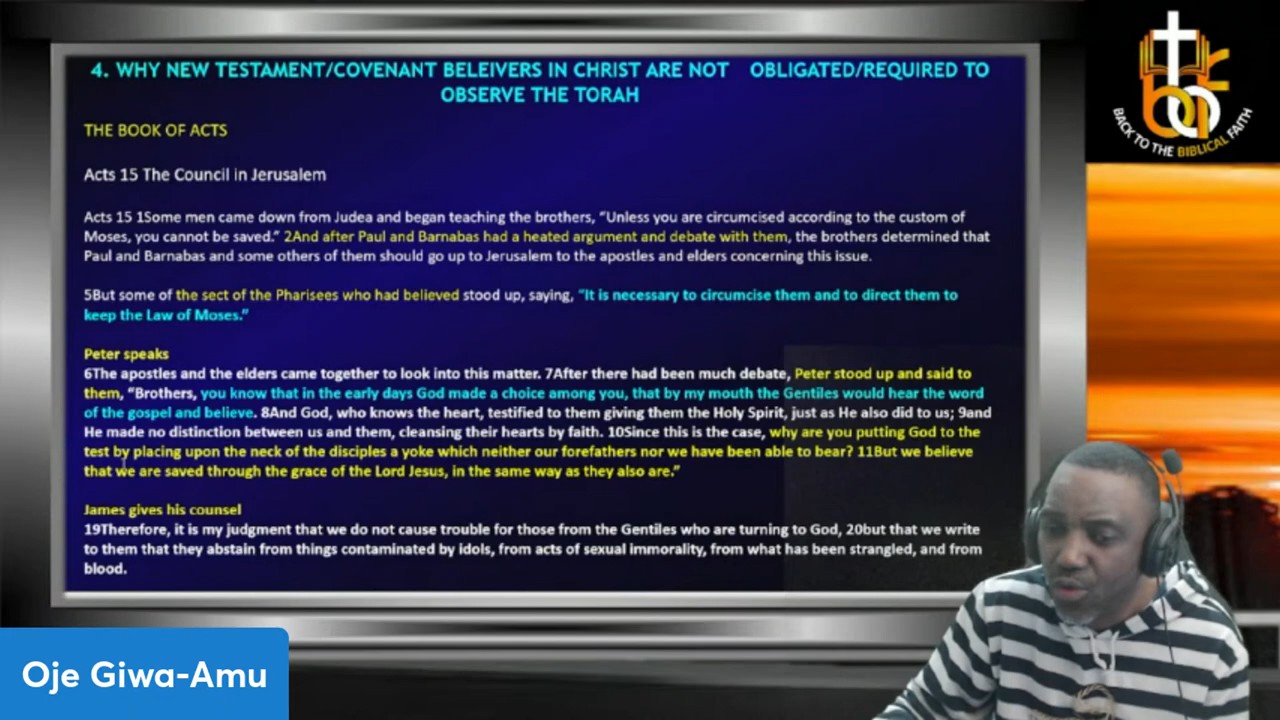 4. WHY NEW TESTAMENT/COVENANT BELEIVERS IN CHRIST ARE NOT OBLIGATED/REQUIRED TO
OBSERVE THE TORAH
THE BOOK OF ACTS
Acts 15 The Council in Jerusalem
Acts 15 1Some men came down from Judea and began teaching the brothers, “Unless you are circumcised according to the custom of
Moses, you cannot be saved.” 2And after Paul and Barnabas had a heated argument and debate with them, the brothers determined that
Paul and Barnabas and some others of them should go up to Jerusalem to the apostles and elders concerning this issue.
5But some of the sect of the Pharisees who had believed stood up, saying, “It is necessary to circumcise them and to direct them to
keep the Law of Moses.”
Peter speaks
6The apostles and the elders came together to look into this matter. 7After there had been much debate, Peter stood up and said to
them, “Brothers, you know that in the early days God made a choice among you, that by my mouth the Gentiles would hear the word
of the gospel and believe. 8And God, who knows the heart, testified to them giving them the Holy Spirit, just as He also did to us; 9and
He made no distinction between us and them, cleansing their hearts by faith. 10Since this is the case, why are you putting God to the
test by placing upon the neck of the disciples a yoke which neither our forefathers nor we have been able to bear? 11But we believe
that we are saved through the grace of the Lord Jesus, in the same way as they also are.”
James gives his counsel
19Therefore, it is my judgment that we do not cause trouble for those from the Gentiles who are turning to God, 20but that we write
to them that they abstain from things contaminated by idols, from acts of sexual immorality, from what has been strangled, and from
blood.
BACK TO THE BIBLICAL FAITH
Oje Giwa-Amu